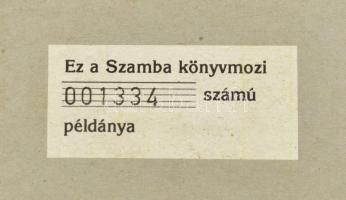 Ez a Szamba könyvmozi
001334 számú
példánya